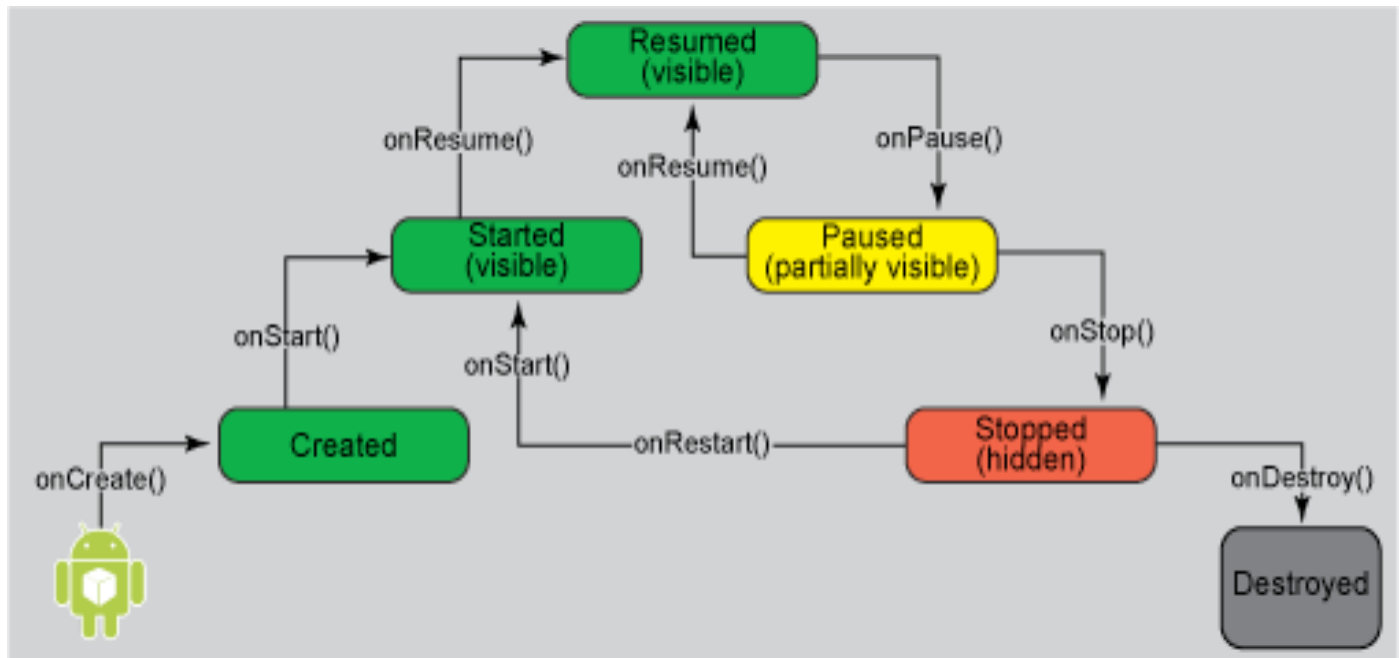 Resumed
(visible)
onResume()
onPause()
onResume()
Started
(visible)
Paused
(partially visible)
onStart()
onStop()
onStart()
Created
onRestart()
Stopped
(hidden)
onCreate()
onDestroy()
Destroyed